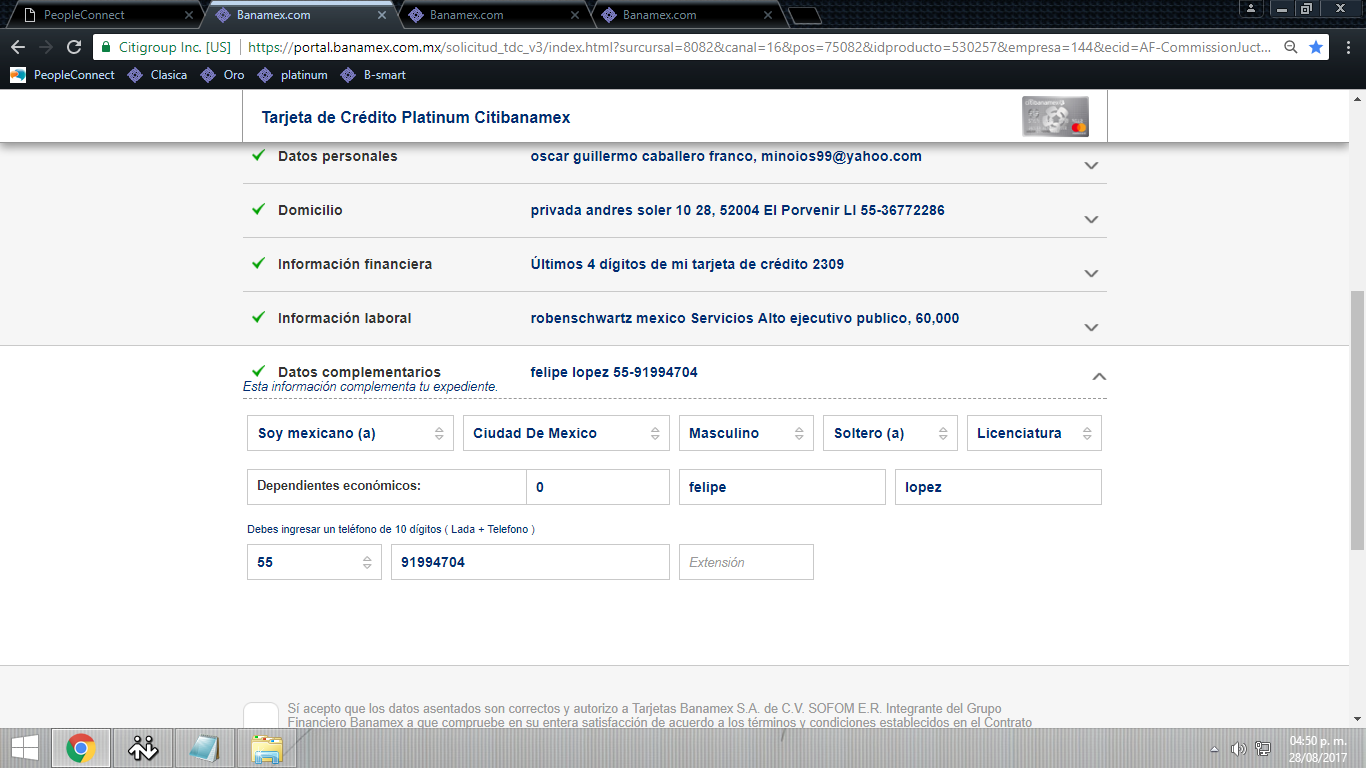 PeopleConnect
Banamex.com
Banamex.com
Banamex.com
Citigroup Inc. [US]
https://portal.banamex.com.mx/solicitud_tdc_v3/index.html?surcursal=8082&canal=16&pos=75082&idproducto=530257&empresa=144&ecid=AF-CommissionJuct...
PeopleConnect
Clasica
Oro
platinum
B-smart
Tarjeta de Crédito Platinum Citibanamex
citibanamex
Datos personales
oscar guillermo caballero franco, minoios99@yahoo.com
Domicilio
privada andres soler 10 28, 52004 El Porvenir LI 55-36772286
Información financiera
Últimos 4 dígitos de mi tarjeta de crédito 2309
Información laboral
robenschwartz mexico Servicios Alto ejecutivo publico, 60,000
Datos complementarios
felipe lopez 55-91994704
Esta información complementa tu expediente.
Soy mexicano (a)
Ciudad De Mexico
Masculino
Soltero (a)
Licenciatura
Dependientes económicos:
0
felipe
lopez
Debes ingresar un teléfono de 10 dígitos ( Lada + Telefono )
55
91994704
Extensión
Sí acepto que los datos asentados son correctos y autorizo a Tarjetas Banamex S.A. de C.V. SOFOM E.R. Integrante del Grupo
Financiero Banamex a que compruebe en su entera satisfacción de acuerdo a los términos y condiciones establecidos en el Contrato
04:50 p. m.
28/08/2017